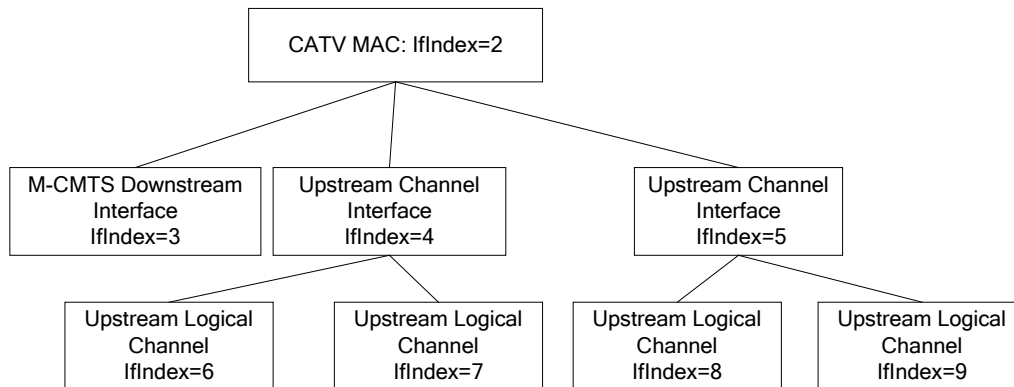 CATV MAC: IfIndex=2
M-CMTS Downstream
Interface
IfIndex=3
Upstream Channel
Interface
IfIndex=4
Upstream Channel
Interface
IfIndex=5
Upstream Logical
Channel
IfIndex=6
Upstream Logical
Channel
IfIndex=7
Upstream Logical
Channel
IfIndex=8
Upstream Logical
Channel
IfIndex=9